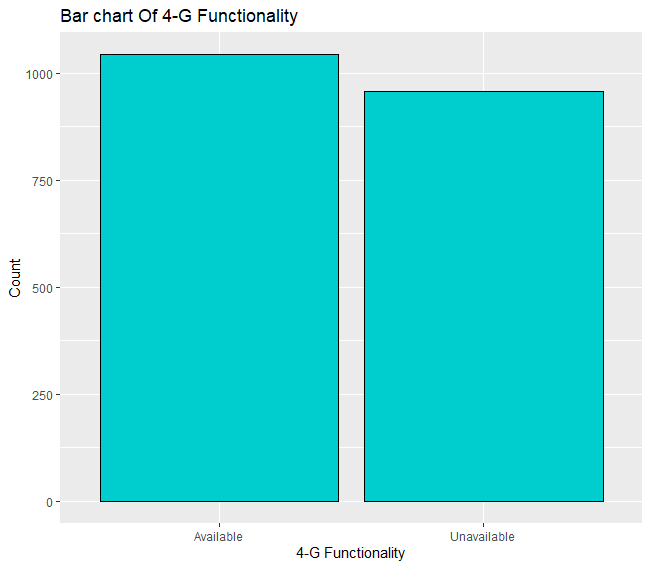 Bar chart Of 4-G Functionality
Count
1000
750
500
250
0
Available
Unavailable
4-G Functionality